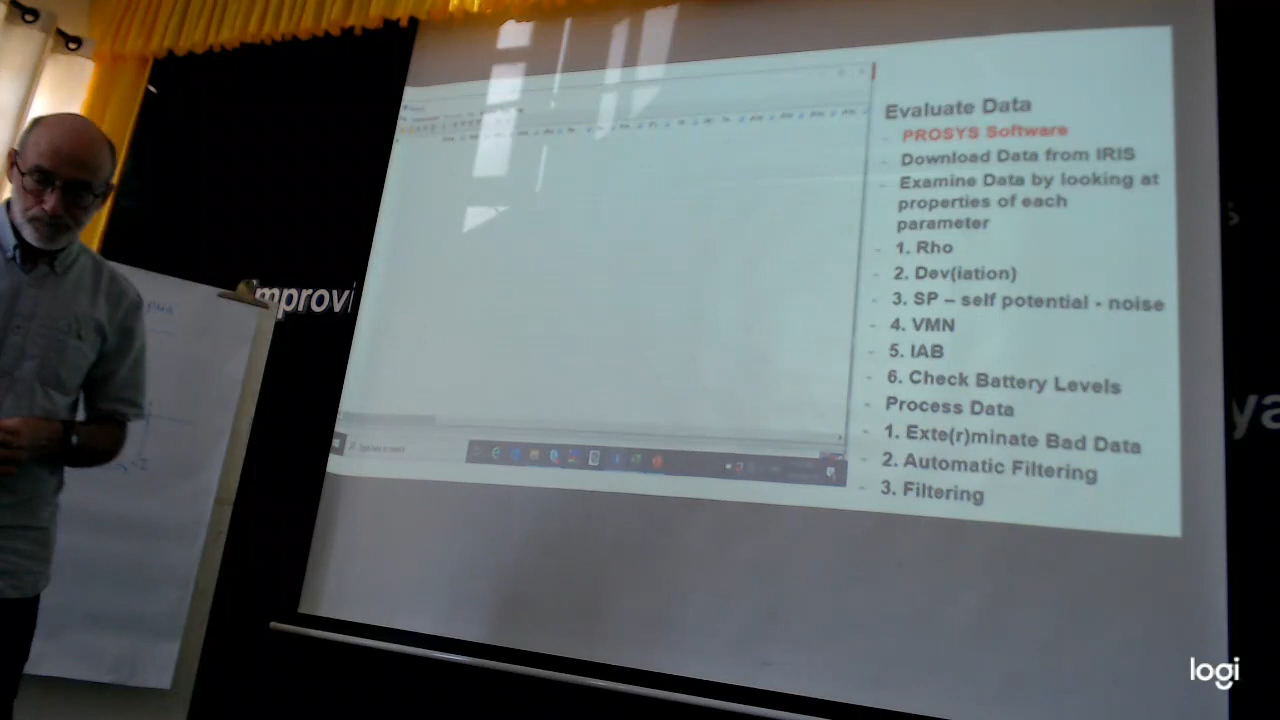 Evaluate Data
- PROSYS Software
- Download Data from IRIS
- Examine Data by looking at
properties of each
parameter
- 1. Rho
- 2. Dev(iation)
- 3. SP – self potential - noise
- 4. VMN
- 5. IAB
- 6. Check Battery Levels
- Process Data
- 1. Exte(r)minate Bad Data
- 2. Automatic Filtering
- 3. Filtering
improvi
ya
logi